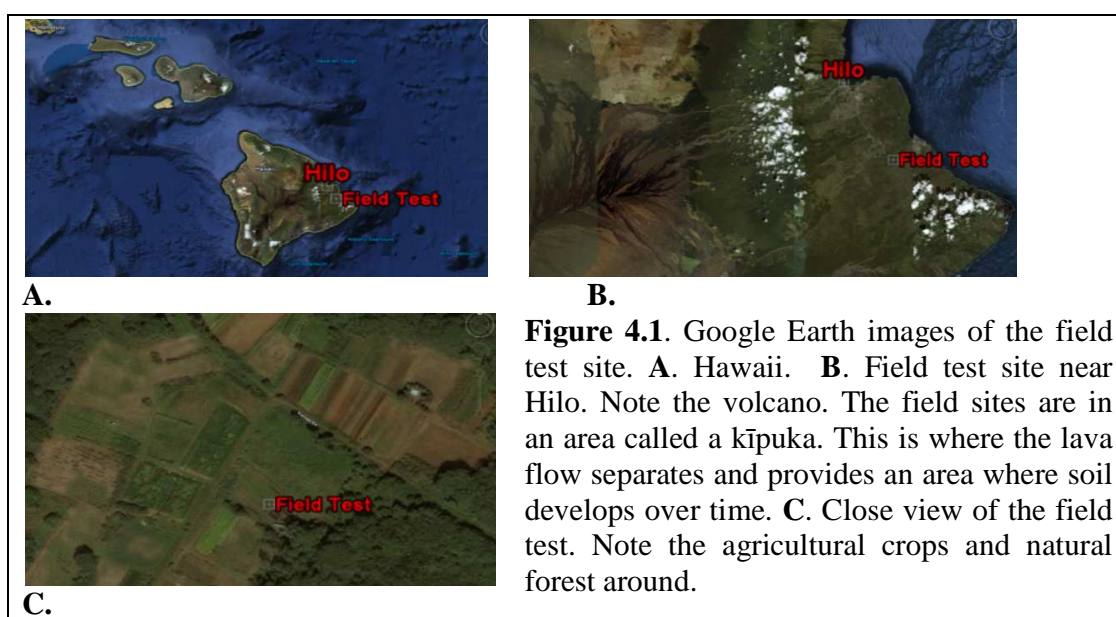 Hilo
Field Test
A.
Hilo
Field Test
B.
Field Test
C.
Figure 4.1. Google Earth images of the field
test site. A. Hawaii. B. Field test site near
Hilo. Note the volcano. The field sites are in
an area called a kīpuka. This is where the lava
flow separates and provides an area where soil
develops over time. C. Close view of the field
test. Note the agricultural crops and natural
forest around.